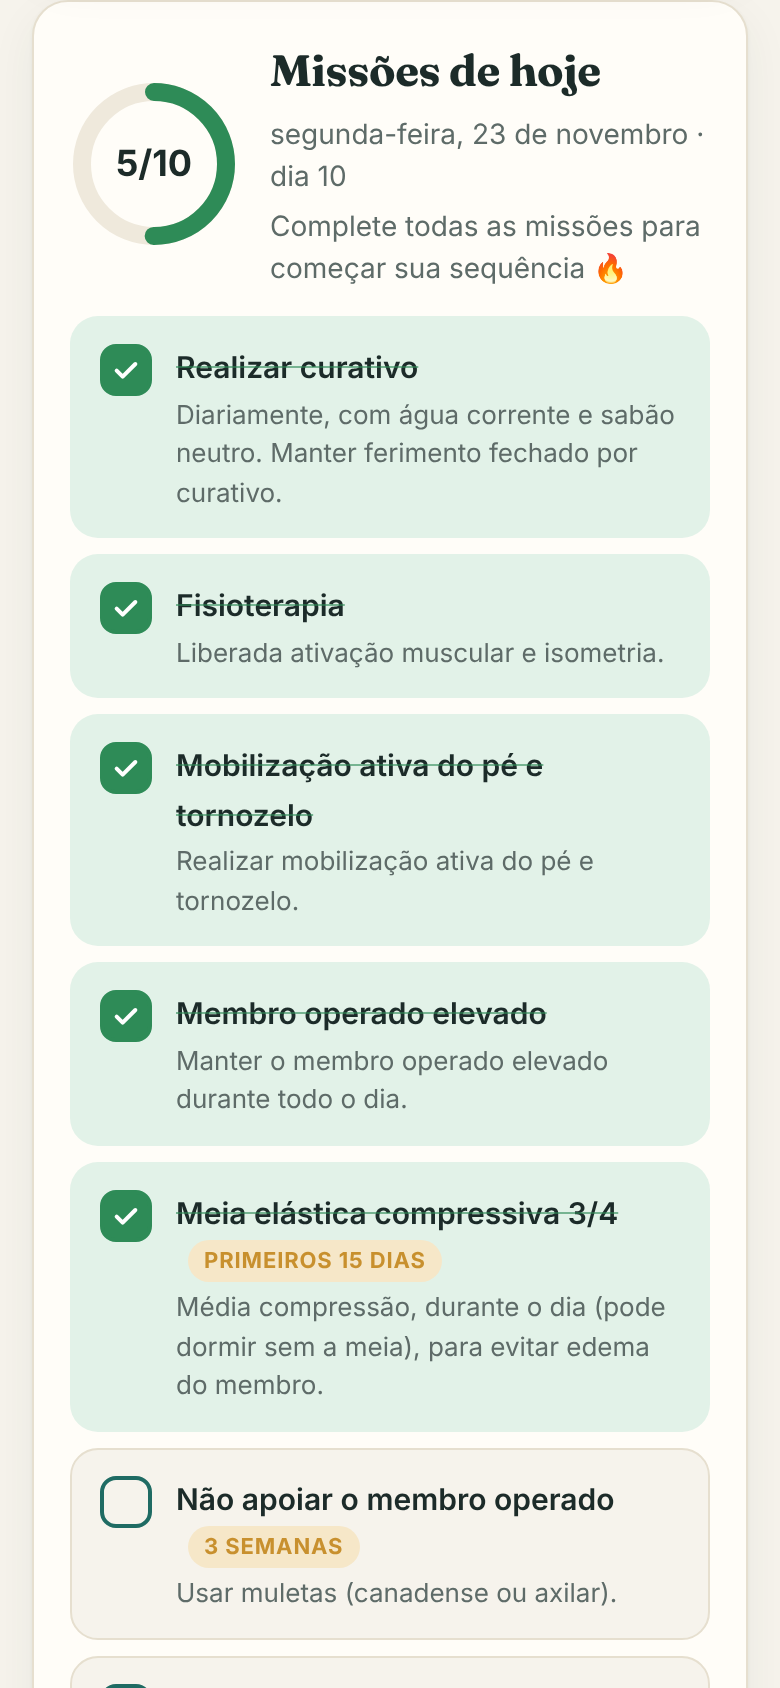 Missões de hoje
5/10
segunda-feira, 23 de novembro ·
dia 10
Complete todas as missões para
começar sua sequência 🔥
Realizar curativo
Diariamente, com água corrente e sabão
neutro. Manter ferimento fechado por
curativo.
Fisioterapia
Liberada ativação muscular e isometria.
Mobilização ativa do pé e
tornozelo
Realizar mobilização ativa do pé e
tornozelo.
Membro operado elevado
Manter o membro operado elevado
durante todo o dia.
Meia elástica compressiva 3/4
PRIMEIROS 15 DIAS
Média compressão, durante o dia (pode
dormir sem a meia), para evitar edema
do membro.
Não apoiar o membro operado
3 SEMANAS
Usar muletas (canadense ou axilar).